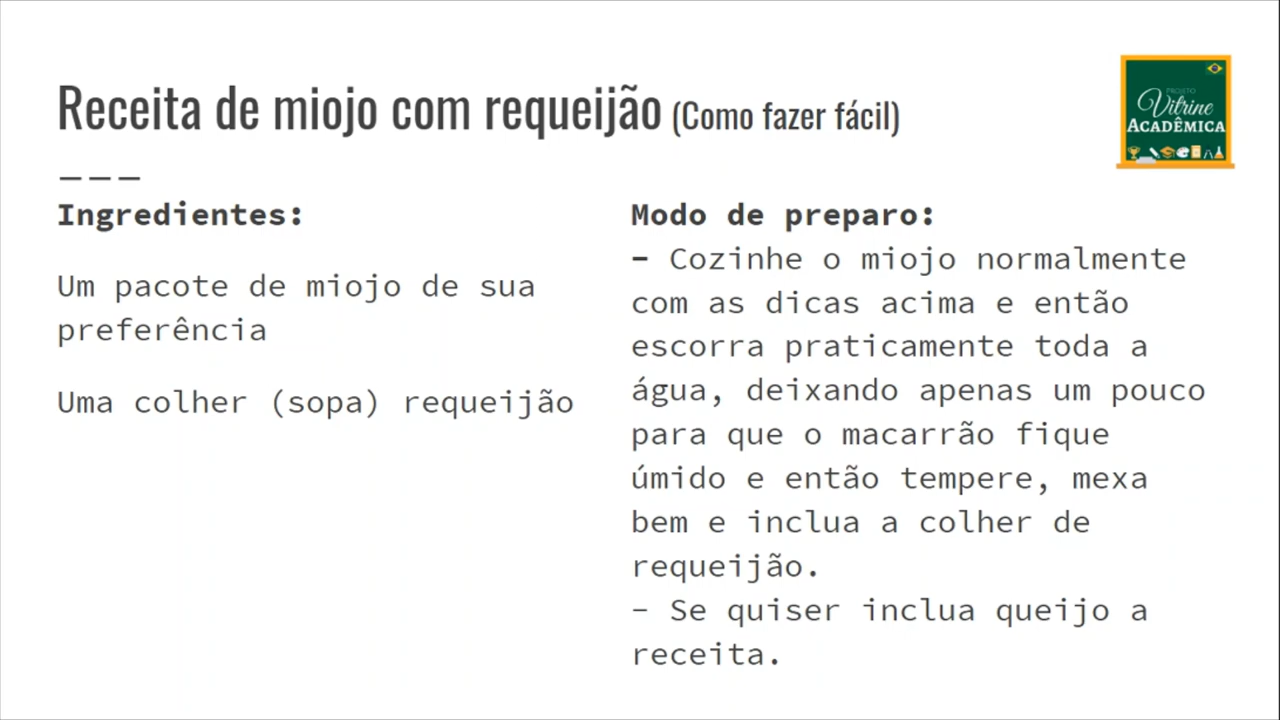 Receita de miojo com requeijão (Como fazer fácil)
PROJETO
Vitrine
ACADÊMICA
Ingredientes:
Um pacote de miojo de sua
preferência
Uma colher (sopa) requeijão
Modo de preparo:
– Cozinhe o miojo normalmente
com as dicas acima e então
escorra praticamente toda a
água, deixando apenas um pouco
para que o macarrão fique
úmido e então tempere, mexa
bem e inclua a colher de
requeijão.
– Se quiser inclua queijo a
receita.